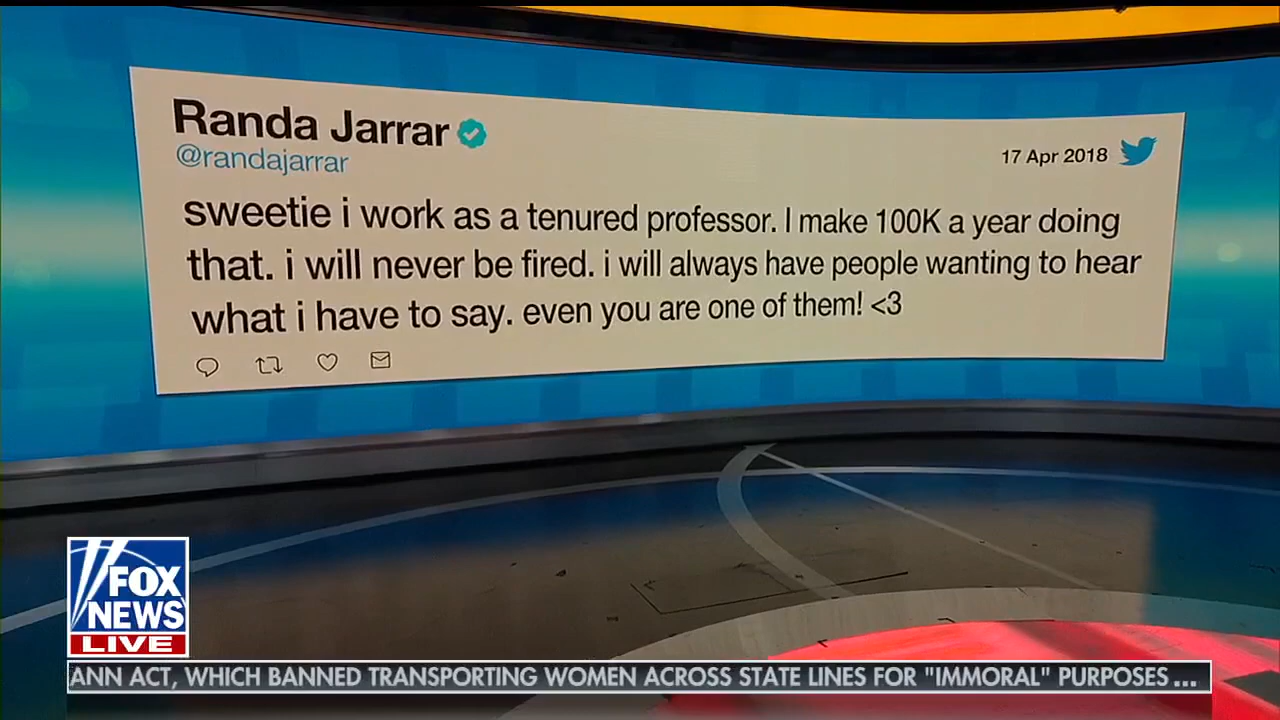 Randa Jarrar
@randajarrar
17 Apr 2018
sweetie i work as a tenured professor. I make 100K a year doing
that. i will never be fired. i will always have people wanting to hear
what i have to say. even you are one of them! <3
FOX
NEWS
LIVE
ANN ACT, WHICH BANNED TRANSPORTING WOMEN ACROSS STATE LINES FOR "IMMORAL" PURPOSES ...